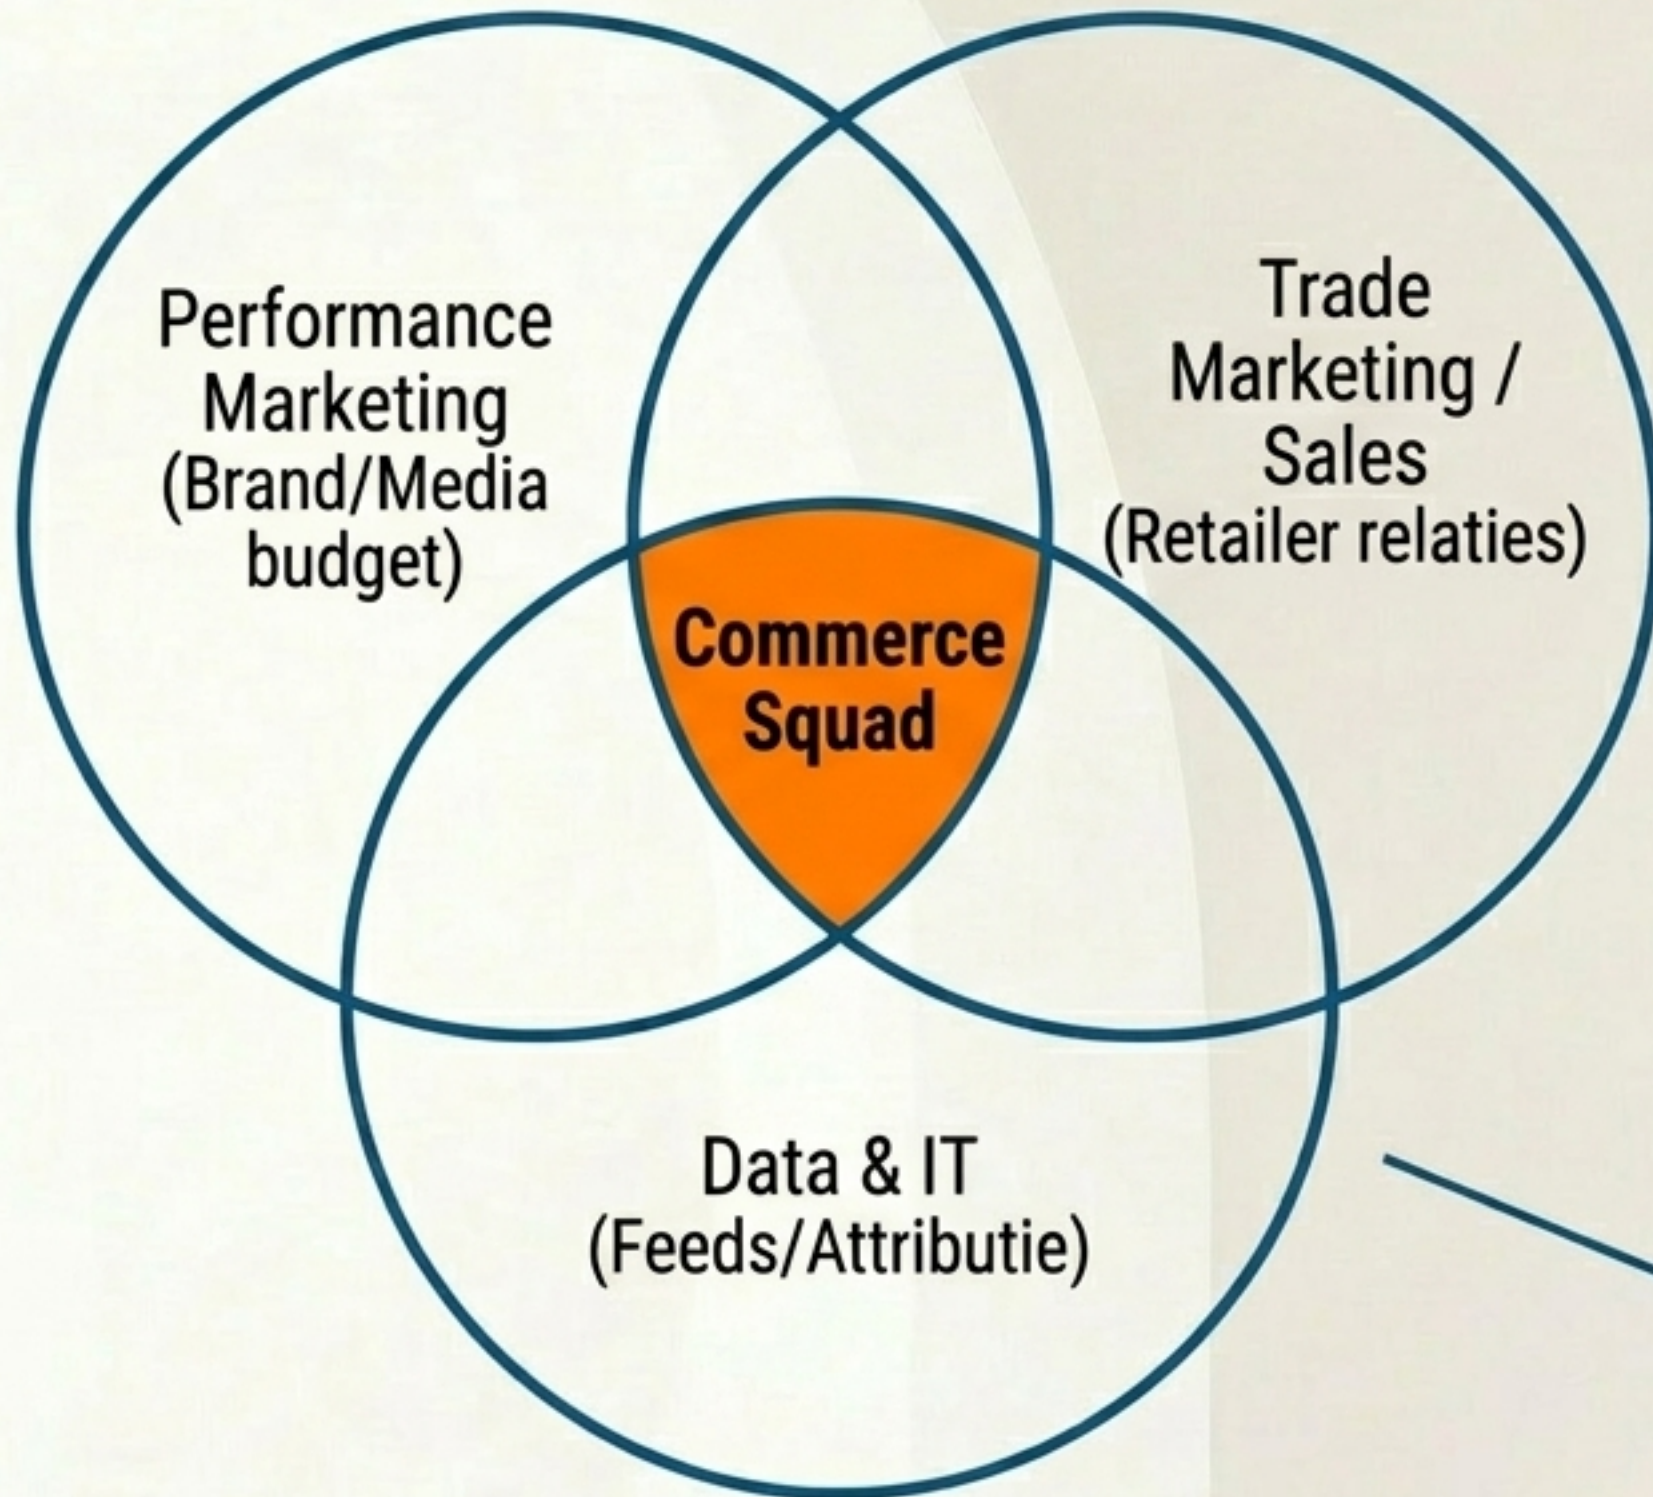 Performance
Marketing
(Brand/Media
budget)
Trade
Marketing /
Sales
(Retailer relaties)
Commerce
Squad
Data & IT
(Feeds/Attributie)